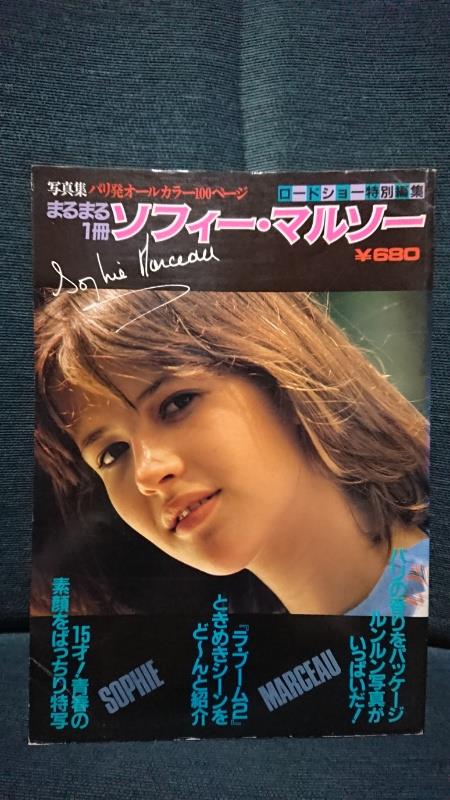 写真集パリ発オールカラー100ページ
ロードショー特別編集
まるまる
1冊
ソフィー・マルソー
¥680
Sophie Marceau
パリの香りをパッケージ
ルンルン写真が
いっぱいだ!
『ラ・ブーム2』
ときめきシーンを
ど〜んと紹介
15才!青春の
素顔をばっちり特写
SOPHIE
MARCEAU